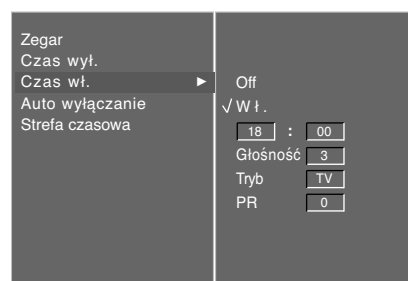 Zegar
Czas wył.
Czas wł. ►
Auto wyłączanie
Strefa czasowa
Off
√ Wł.
18 : 00
Głośność 3
Tryb TV
PR 0